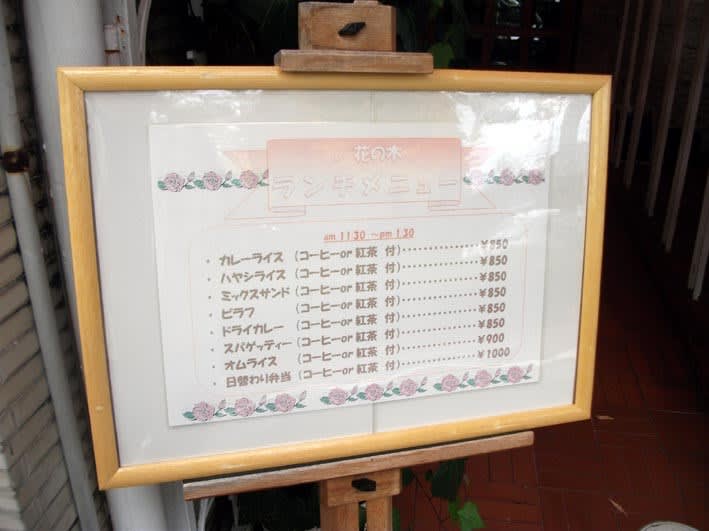 花の木
ランチメニュー
am 11:30 ～pm 1:30
・ カレーライス （コーヒーor 紅茶 付）・・・・・・・・・・・・・・・ ¥850
・ ハヤシライス （コーヒーor 紅茶 付）・・・・・・・・・・・・・・・ ¥850
・ ミックスサンド （コーヒーor 紅茶 付）・・・・・・・・・・・・・・・ ¥850
・ ピラフ （コーヒーor 紅茶 付）・・・・・・・・・・・・・・・ ¥850
・ ドライカレー （コーヒーor 紅茶 付）・・・・・・・・・・・・・・・ ¥850
・ スパゲッティー （コーヒーor 紅茶 付）・・・・・・・・・・・・・・・ ¥850
・ オムライス （コーヒーor 紅茶 付）・・・・・・・・・・・・・・・ ¥900
・ 日替わり弁当 （コーヒーor 紅茶 付）・・・・・・・・・・・・・・・ ¥1000